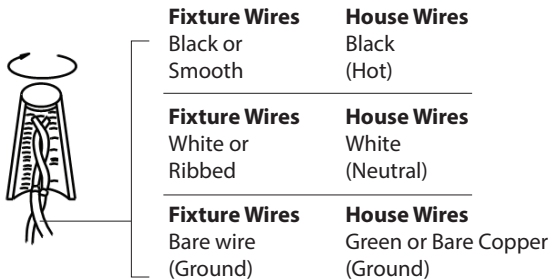 Fixture Wires House Wires
Black or Black
Smooth (Hot)
Fixture Wires House Wires
White or White
Ribbed (Neutral)
Fixture Wires House Wires
Bare wire Green or Bare Copper
(Ground) (Ground)